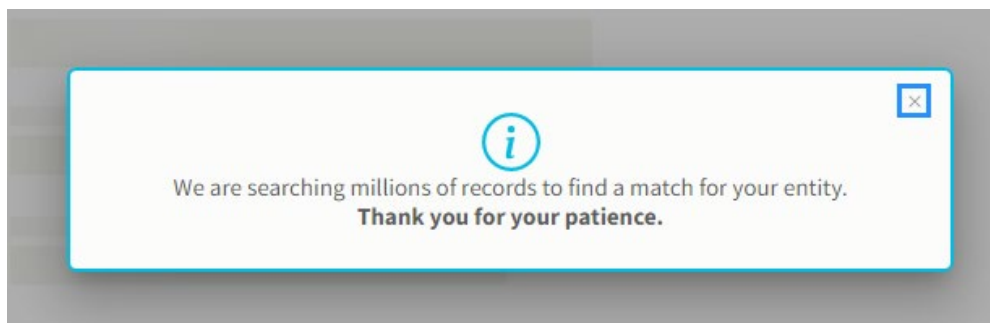 We are searching millions of records to find a match for your entity.
Thank you for your patience.